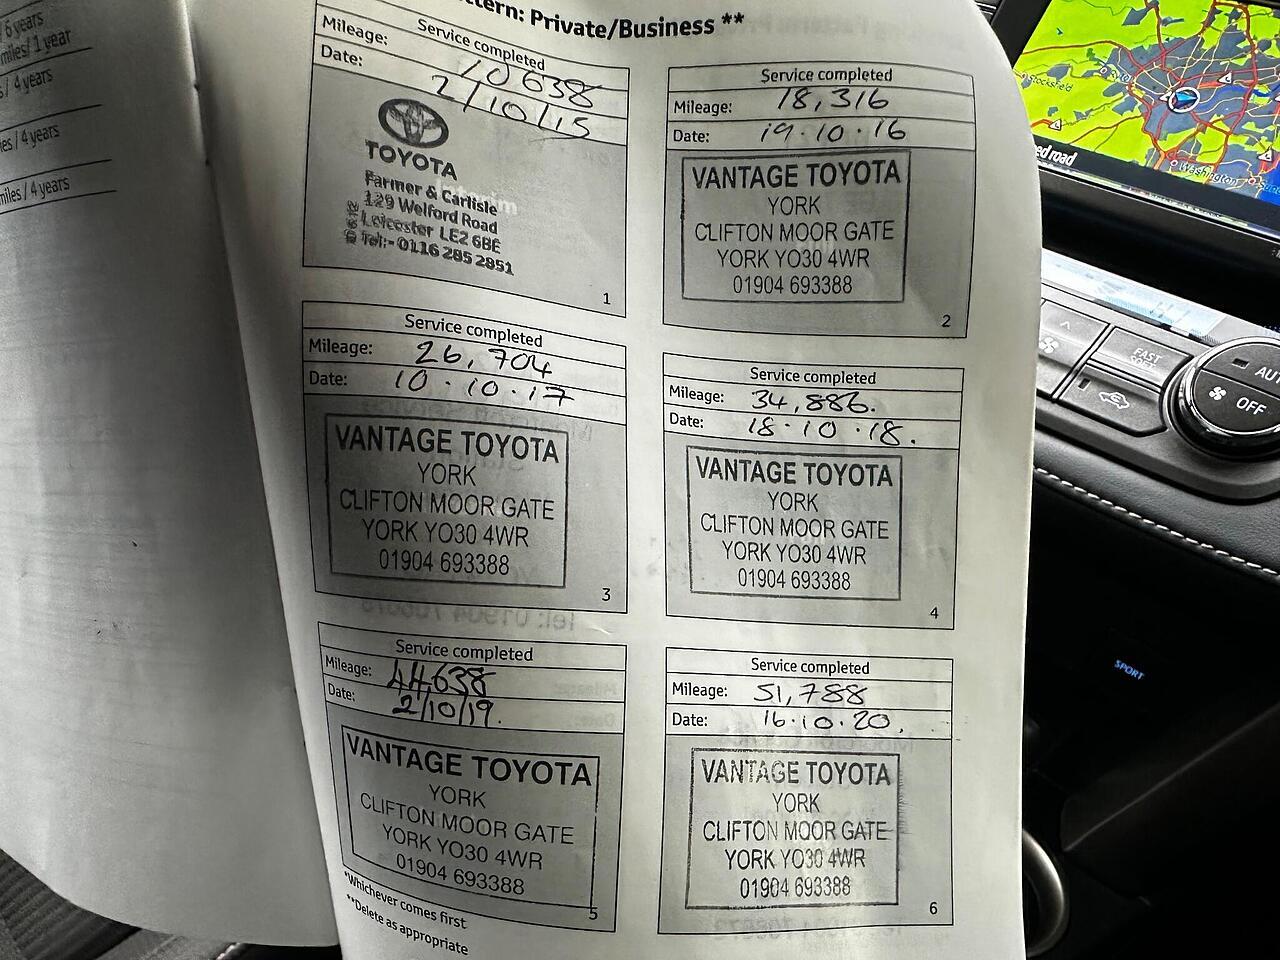 / 6 years
miles/ 1 year
/ 4 years
/ 4 years
miles / 4 years
ttern: Private/Business **
Service completed
Mileage: 10638
Date: 2/10/15
TOYOTA
Farmer & Carlisle
129 Welford Road
Leicester LE2 6BE
Tel:- 0116 285 2851
1
Service completed
Mileage: 18,316
Date: 19.10.16
VANTAGE TOYOTA
YORK
CLIFTON MOOR GATE
YORK YO30 4WR
01904 693388
2
Service completed
Mileage: 26,704
Date: 10.10.17
VANTAGE TOYOTA
YORK
CLIFTON MOOR GATE
YORK YO30 4WR
01904 693388
3
Service completed
Mileage: 34,886.
Date: 18.10.18.
VANTAGE TOYOTA
YORK
CLIFTON MOOR GATE
YORK YO30 4WR
01904 693388
4
Service completed
Mileage: 44638
Date: 2/10/19.
VANTAGE TOYOTA
YORK
CLIFTON MOOR GATE
YORK YO30 4WR
01904 693388
5
Service completed
Mileage: 51,788
Date: 16.10.20.
VANTAGE TOYOTA
YORK
CLIFTON MOOR GATE
YORK YO30 4WR
01904 693388
6
*Whichever comes first
**Delete as appropriate
Stocksfield
Washington
ed road
FAST
AUT
OFF
SPORT